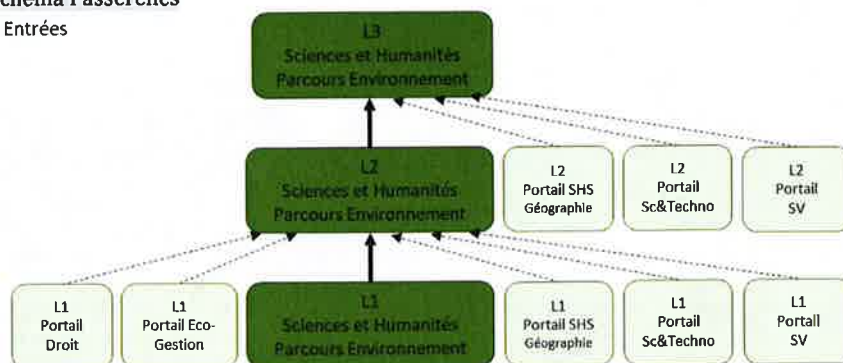 Entrées
L3
Sciences et Humanités
Parcours Environnement
L2
Sciences et Humanités
Parcours Environnement
L2
Portail SHS
Géographie
L2
Portail
Sc&Techno
L2
Portail
SV
L1
Portail
Droit
L1
Portail Eco-
Gestion
L1
Sciences et Humanités
Parcours Environnement
L1
Portail SHS
Géographie
L1
Portail
Sc&Techno
L1
Portail
SV